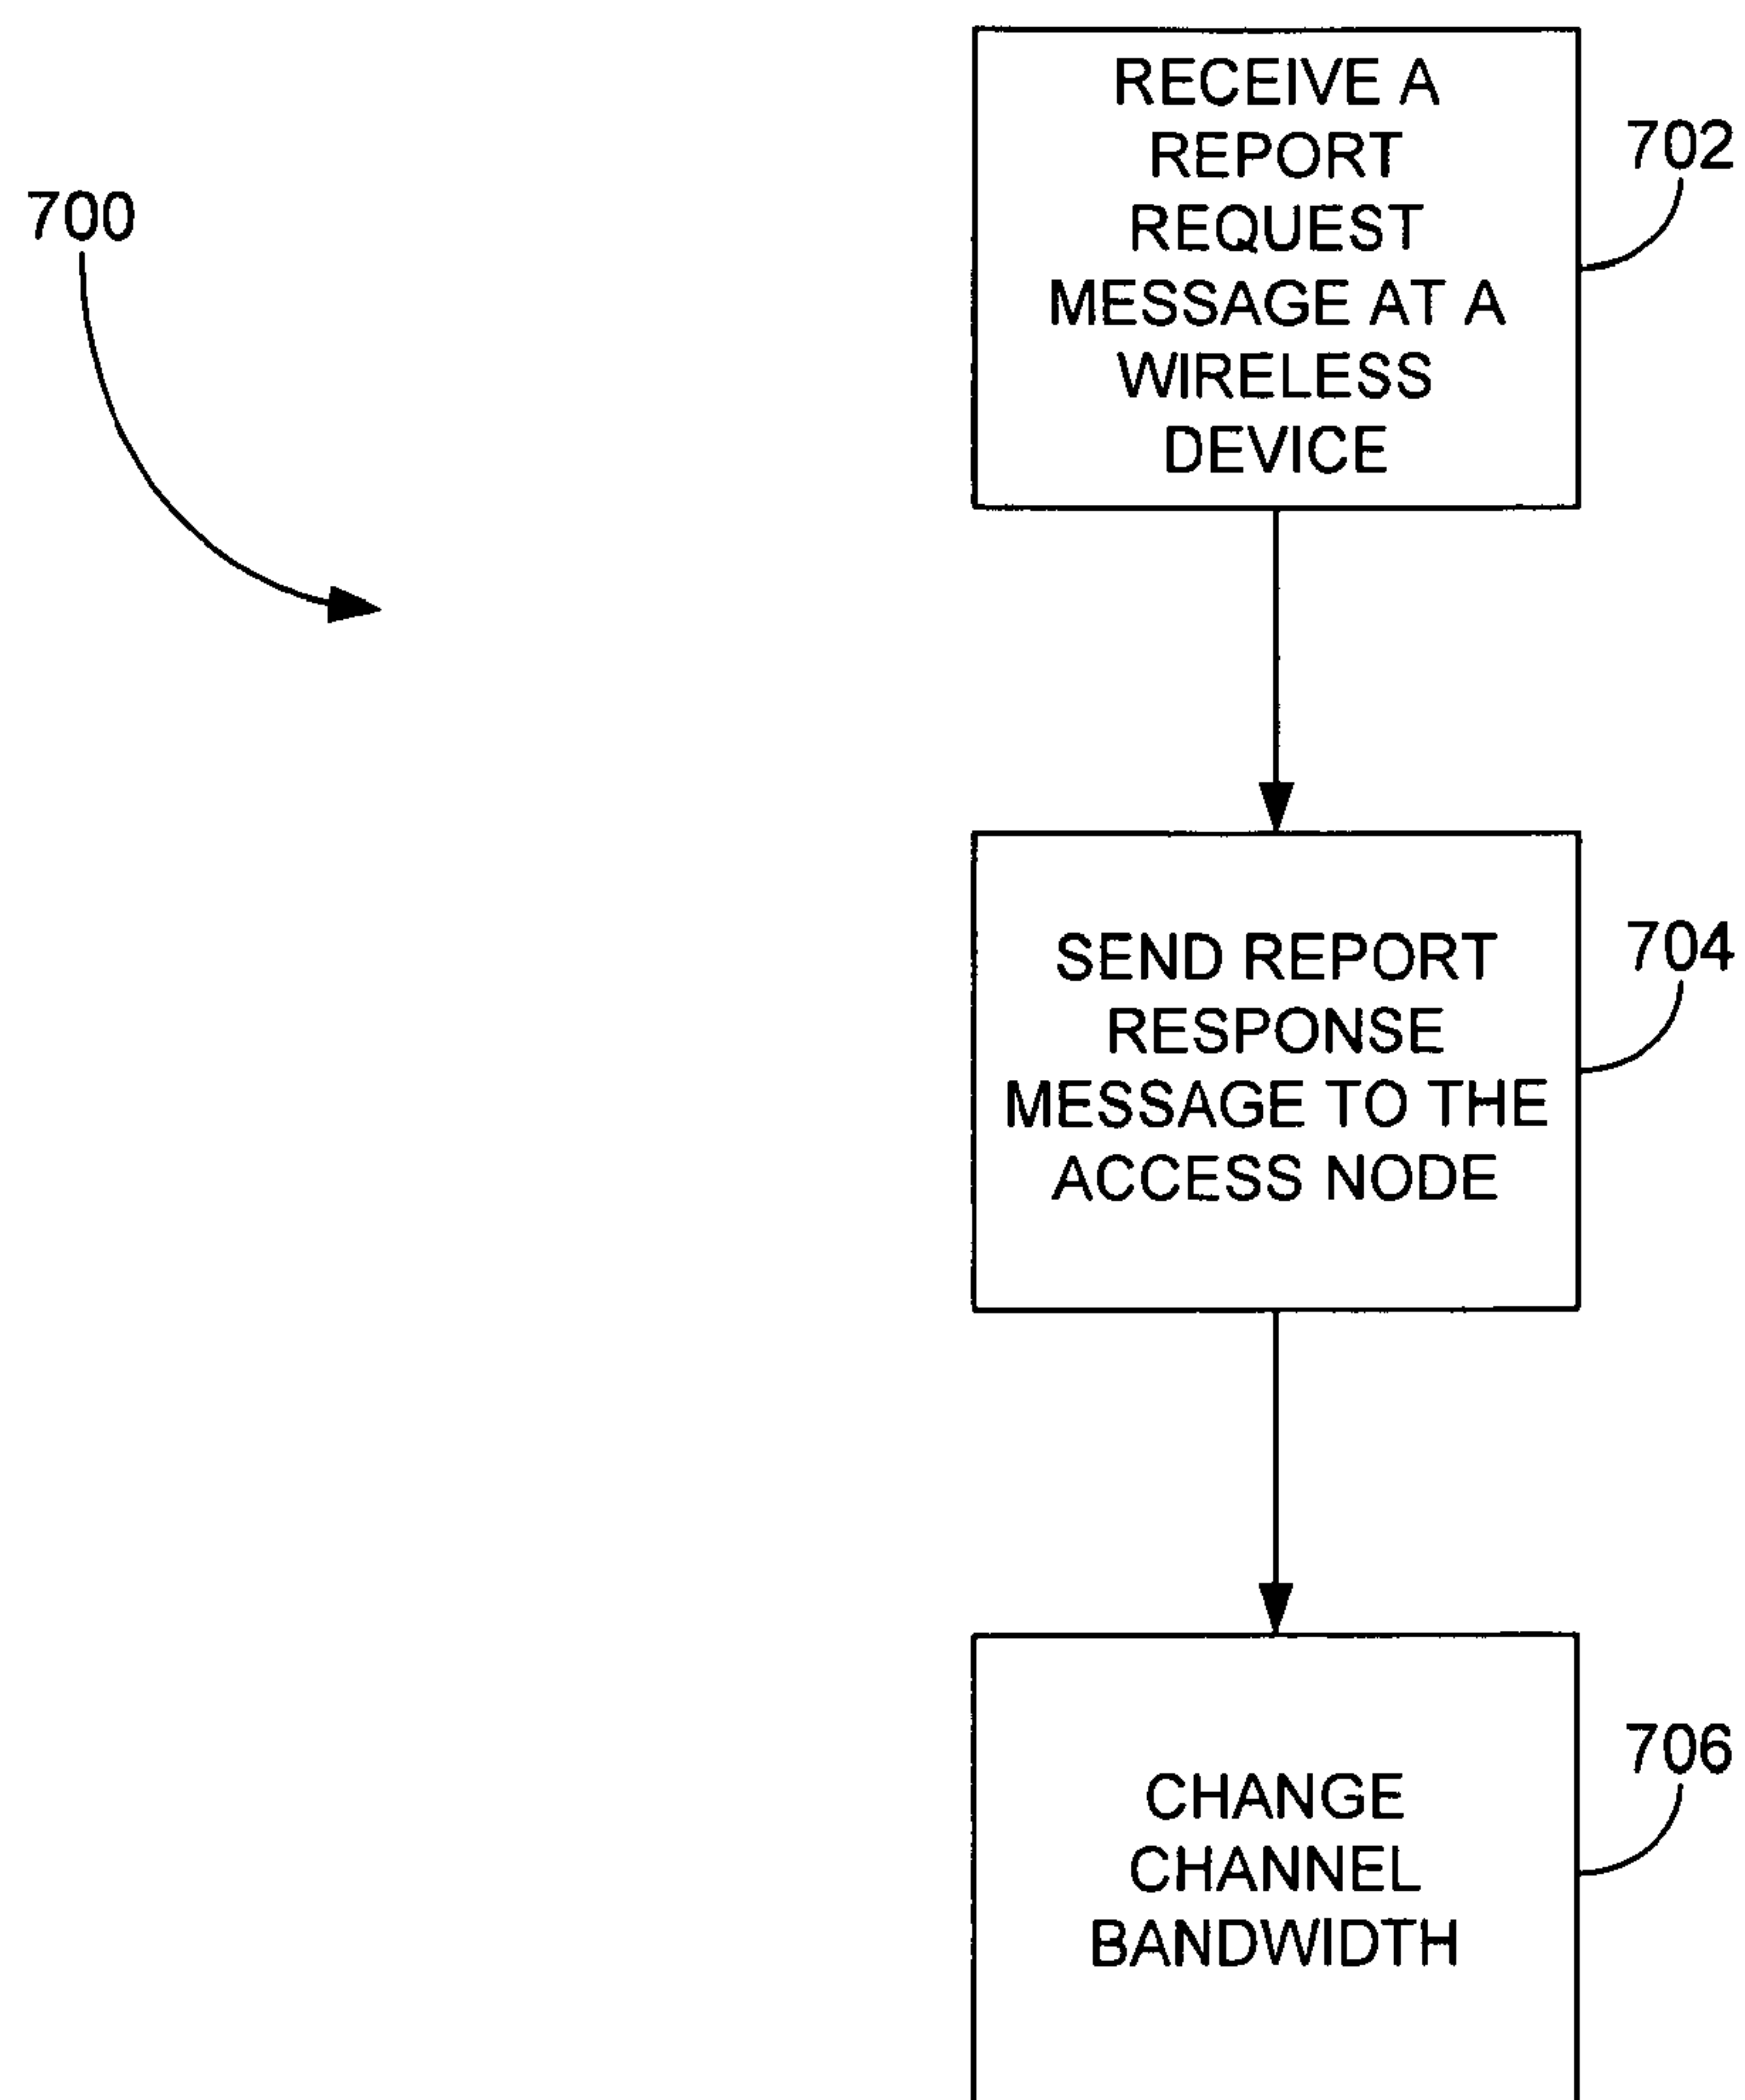 RECEIVE A
REPORT
REQUEST
MESSAGE AT A
WIRELESS
DEVICE
702
700
SEND REPORT
RESPONSE
MESSAGE TO THE
ACCESS NODE
704
CHANGE
CHANNEL
BANDWIDTH
706